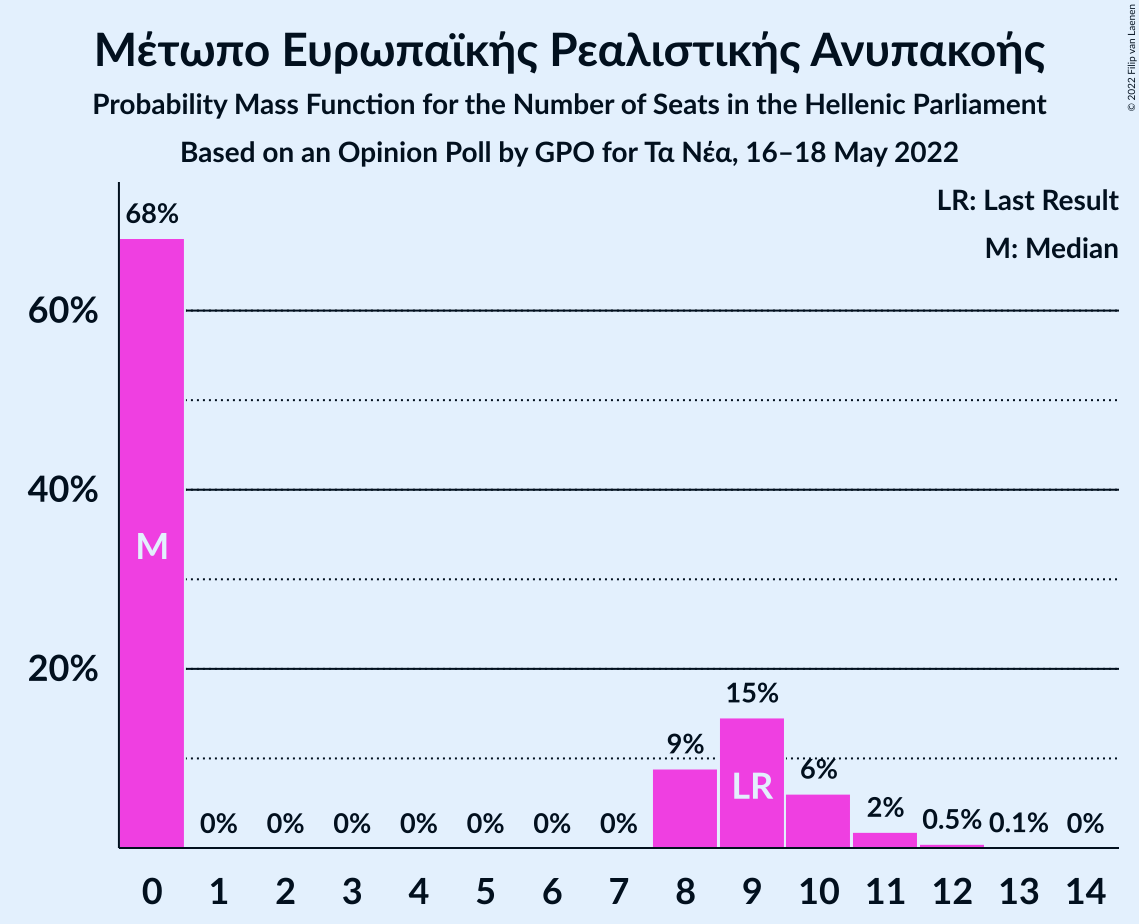 Μέτωπο Ευρωπαϊκής Ρεαλιστικής Ανυπακοής
Probability Mass Function for the Number of Seats in the Hellenic Parliament
Based on an Opinion Poll by GPO for Τα Νέα, 16–18 May 2022
© 2022 Filip van Laenen
LR: Last Result
M: Median
68%
60%
40%
M
20%
15%
9%
LR
6%
0% 0% 0% 0% 0% 0% 0% 2% 0.5% 0.1% 0%
0 1 2 3 4 5 6 7 8 9 10 11 12 13 14